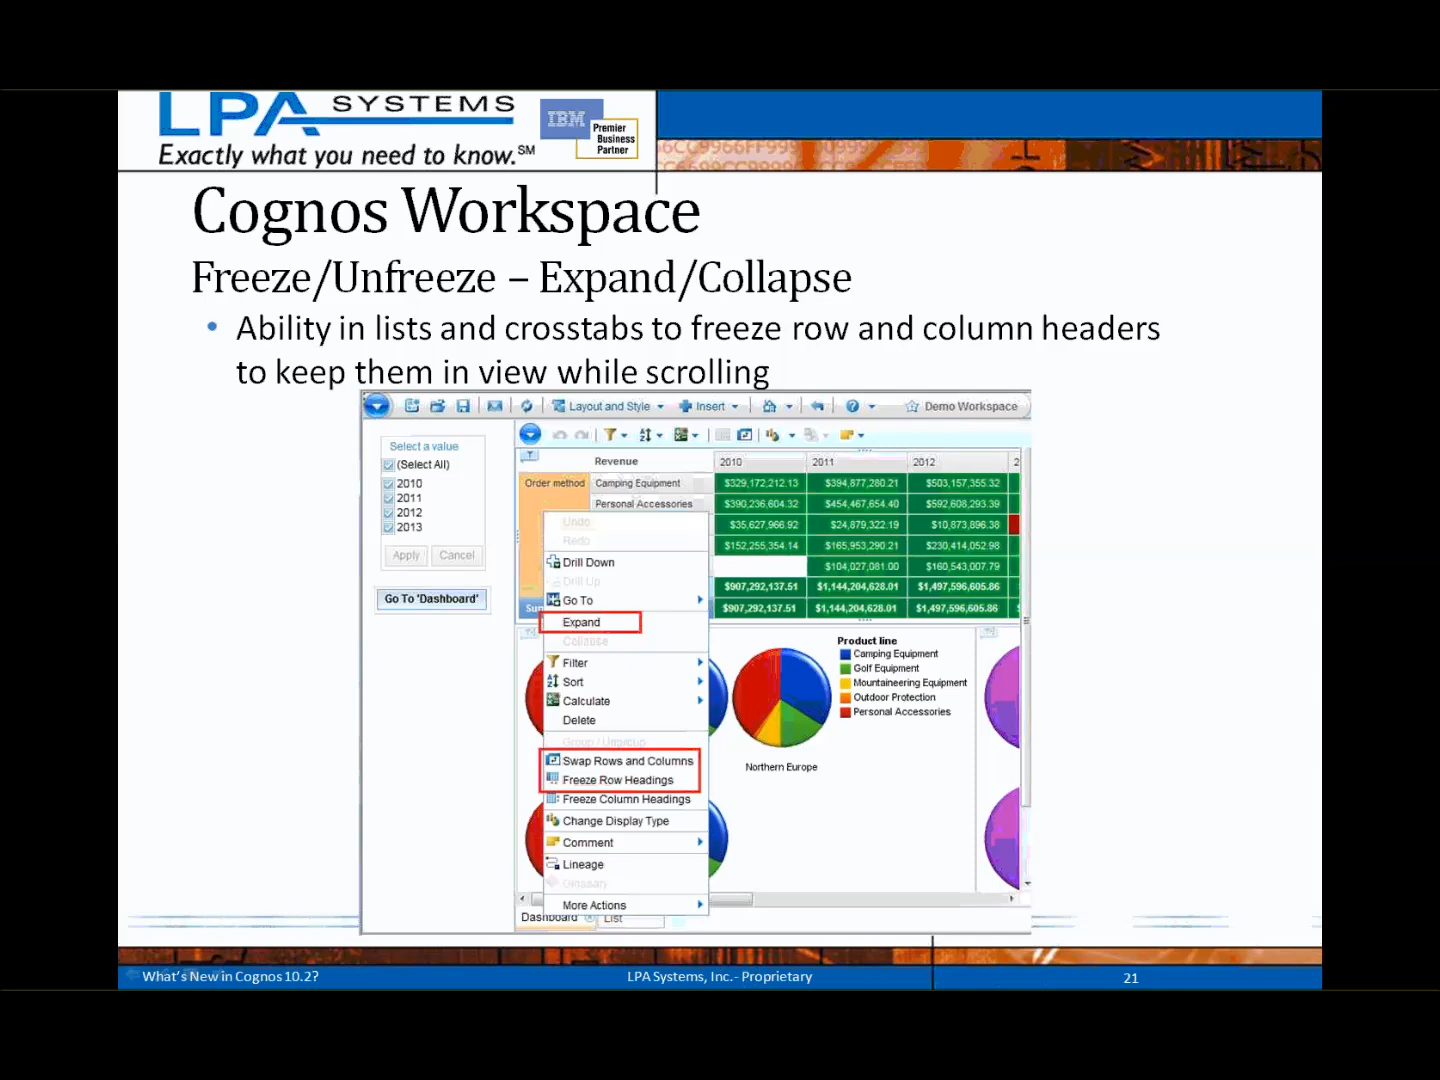 LPA SYSTEMS
Exactly what you need to know.SM
IBM
Premier
Business
Partner
Cognos Workspace
Freeze/Unfreeze – Expand/Collapse
• Ability in lists and crosstabs to freeze row and column headers
to keep them in view while scrolling
Layout and Style Insert Demo Workspace
Select a value
(Select All)
2010
2011
2012
2013
Apply Cancel
Go To 'Dashboard'
Revenue 2010 2011 2012 2
Order method Camping Equipment $329,172,212.13 $394,877,280.21 $503,157,355.32
Personal Accessories $390,236,604.32 $454,467,654.40 $592,608,293.39
$35,627,966.92 $24,879,322.19 $10,873,896.38
$152,255,354.14 $165,953,290.21 $230,414,052.98
$104,027,081.00 $160,543,007.79
$907,292,137.51 $1,144,204,628.01 $1,497,596,605.86
$907,292,137.51 $1,144,204,628.01 $1,497,596,605.86
Undo
Redo
Drill Down
Drill Up
Go To
Expand
Collapse
Filter
Sort
Calculate
Delete
Group / Ungroup
Swap Rows and Columns
Freeze Row Headings
Freeze Column Headings
Change Display Type
Comment
Lineage
Glossary
More Actions
Product line
Camping Equipment
Golf Equipment
Mountaineering Equipment
Outdoor Protection
Personal Accessories
Northern Europe
Dashboard List
What's New in Cognos 10.2? LPA Systems, Inc. - Proprietary 21